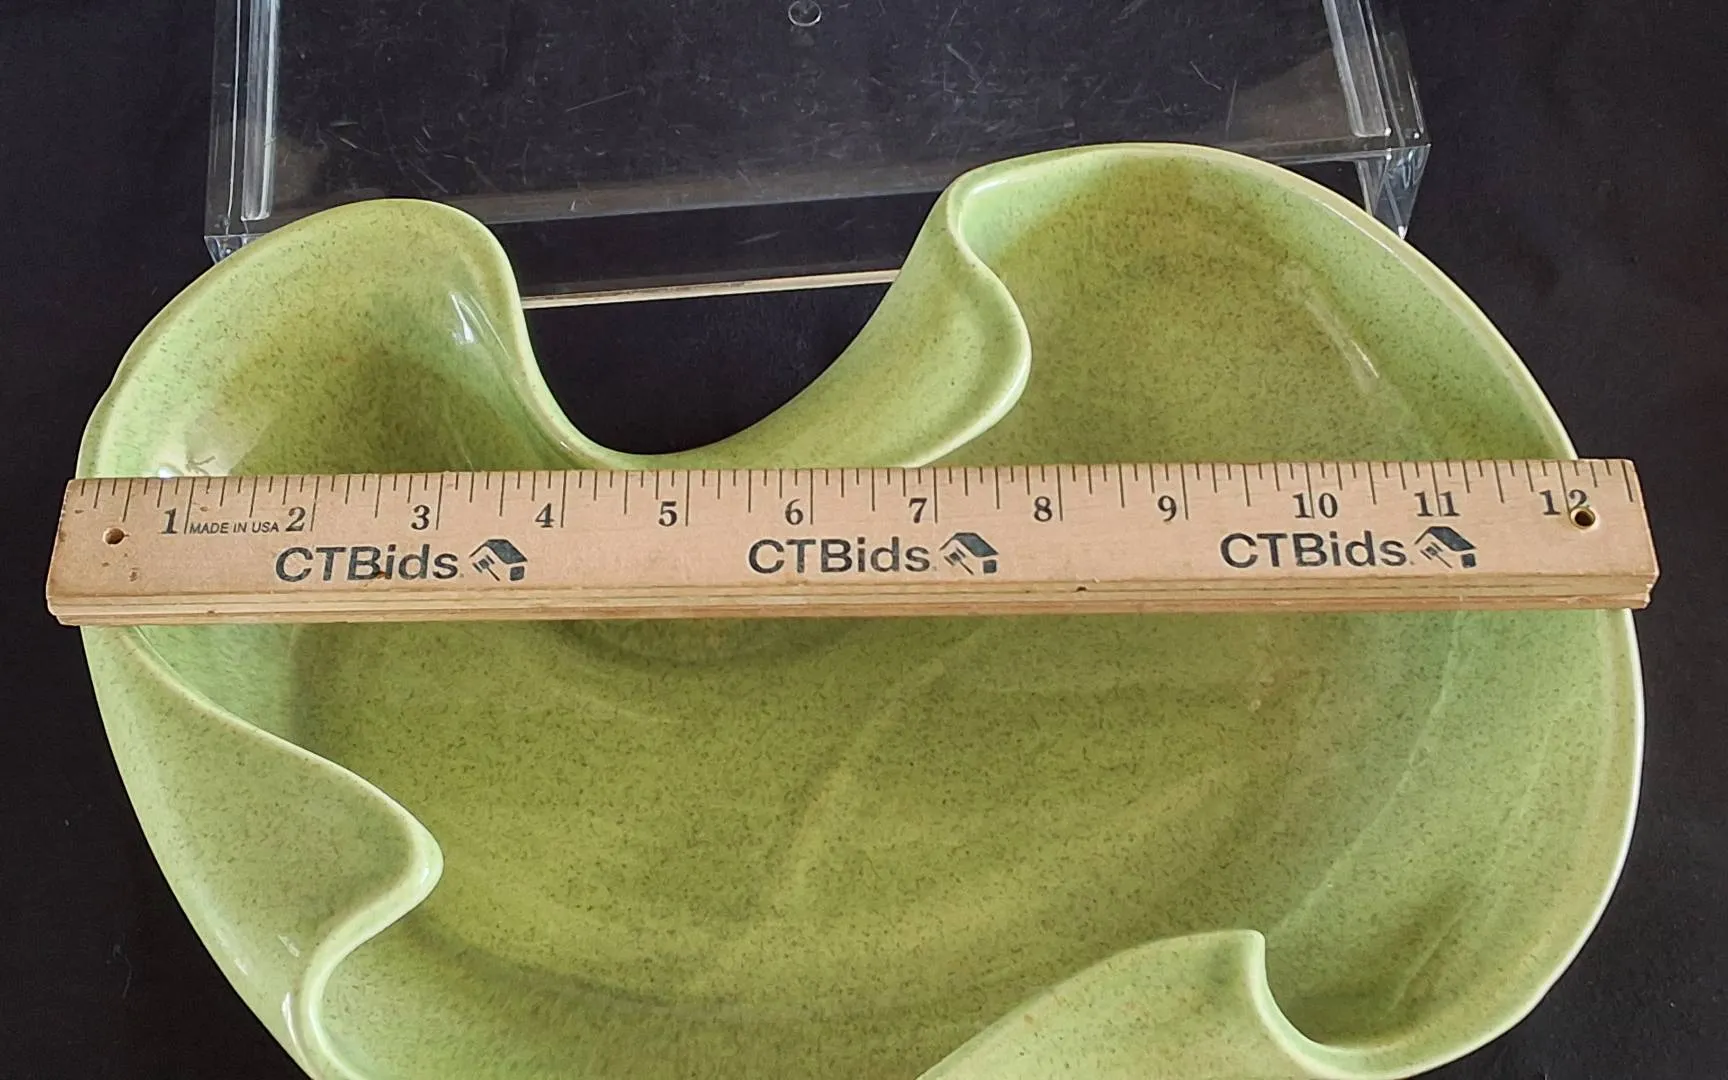 1 MADE IN USA 2 3 4 5 6 7 8 9 10 11 12
CTBids. CTBids. CTBids.